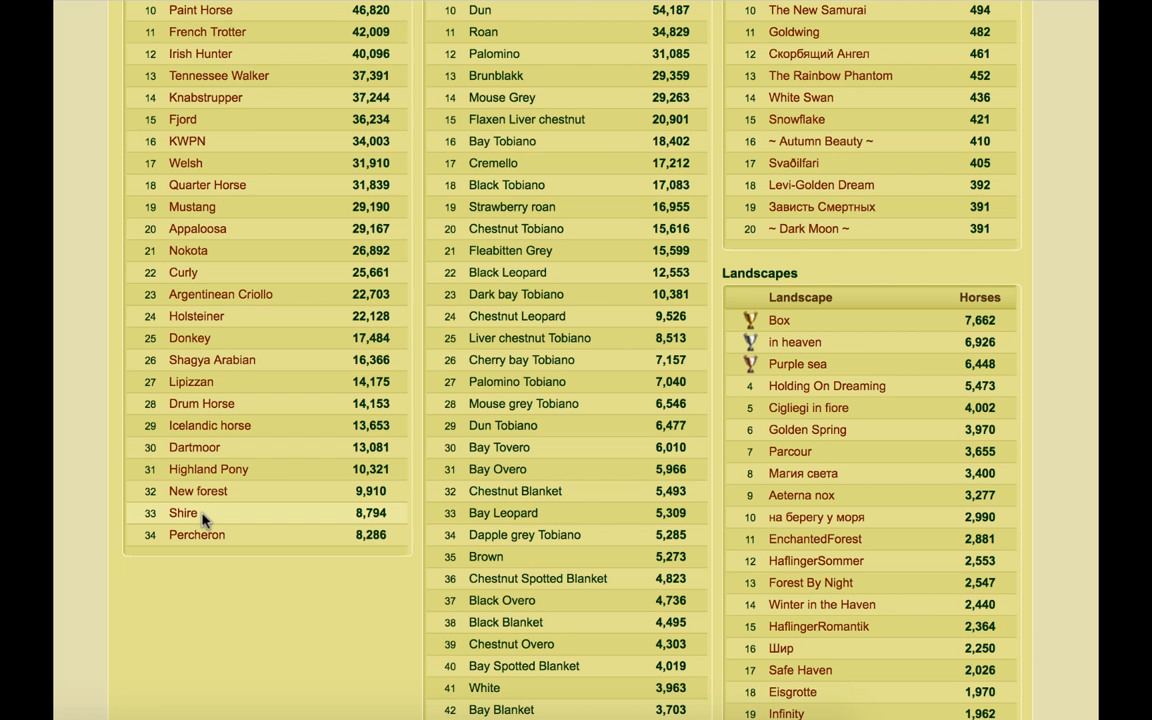 10 Paint Horse 46,820
11 French Trotter 42,009
12 Irish Hunter 40,096
13 Tennessee Walker 37,391
14 Knabstrupper 37,244
15 Fjord 36,234
16 KWPN 34,003
17 Welsh 31,910
18 Quarter Horse 31,839
19 Mustang 29,190
20 Appaloosa 29,167
21 Nokota 26,892
22 Curly 25,661
23 Argentinean Criollo 22,703
24 Holsteiner 22,128
25 Donkey 17,484
26 Shagya Arabian 16,366
27 Lipizzan 14,175
28 Drum Horse 14,153
29 Icelandic horse 13,653
30 Dartmoor 13,081
31 Highland Pony 10,321
32 New forest 9,910
33 Shire 8,794
34 Percheron 8,286
10 Dun 54,187
11 Roan 34,829
12 Palomino 31,085
13 Brunblakk 29,359
14 Mouse Grey 29,263
15 Flaxen Liver chestnut 20,901
16 Bay Tobiano 18,402
17 Cremello 17,212
18 Black Tobiano 17,083
19 Strawberry roan 16,955
20 Chestnut Tobiano 15,616
21 Fleabitten Grey 15,599
22 Black Leopard 12,553
23 Dark bay Tobiano 10,381
24 Chestnut Leopard 9,526
25 Liver chestnut Tobiano 8,513
26 Cherry bay Tobiano 7,157
27 Palomino Tobiano 7,040
28 Mouse grey Tobiano 6,546
29 Dun Tobiano 6,477
30 Bay Tovero 6,010
31 Bay Overo 5,966
32 Chestnut Blanket 5,493
33 Bay Leopard 5,309
34 Dapple grey Tobiano 5,285
35 Brown 5,273
36 Chestnut Spotted Blanket 4,823
37 Black Overo 4,736
38 Black Blanket 4,495
39 Chestnut Overo 4,303
40 Bay Spotted Blanket 4,019
41 White 3,963
42 Bay Blanket 3,703
10 The New Samurai 494
11 Goldwing 482
12 Скорбящий Ангел 461
13 The Rainbow Phantom 452
14 White Swan 436
15 Snowflake 421
16 ~ Autumn Beauty ~ 410
17 Svaðilfari 405
18 Levi-Golden Dream 392
19 Зависть Смертных 391
20 ~ Dark Moon ~ 391
Landscapes
Landscape Horses
Box 7,662
in heaven 6,926
Purple sea 6,448
4 Holding On Dreaming 5,473
5 Cigliegi in fiore 4,002
6 Golden Spring 3,970
7 Parcour 3,655
8 Магия света 3,400
9 Aeterna nox 3,277
10 на берегу у моря 2,990
11 EnchantedForest 2,881
12 HaflingerSommer 2,553
13 Forest By Night 2,547
14 Winter in the Haven 2,440
15 HaflingerRomantik 2,364
16 Шир 2,250
17 Safe Haven 2,026
18 Eisgrotte 1,970
19 Infinity 1,962